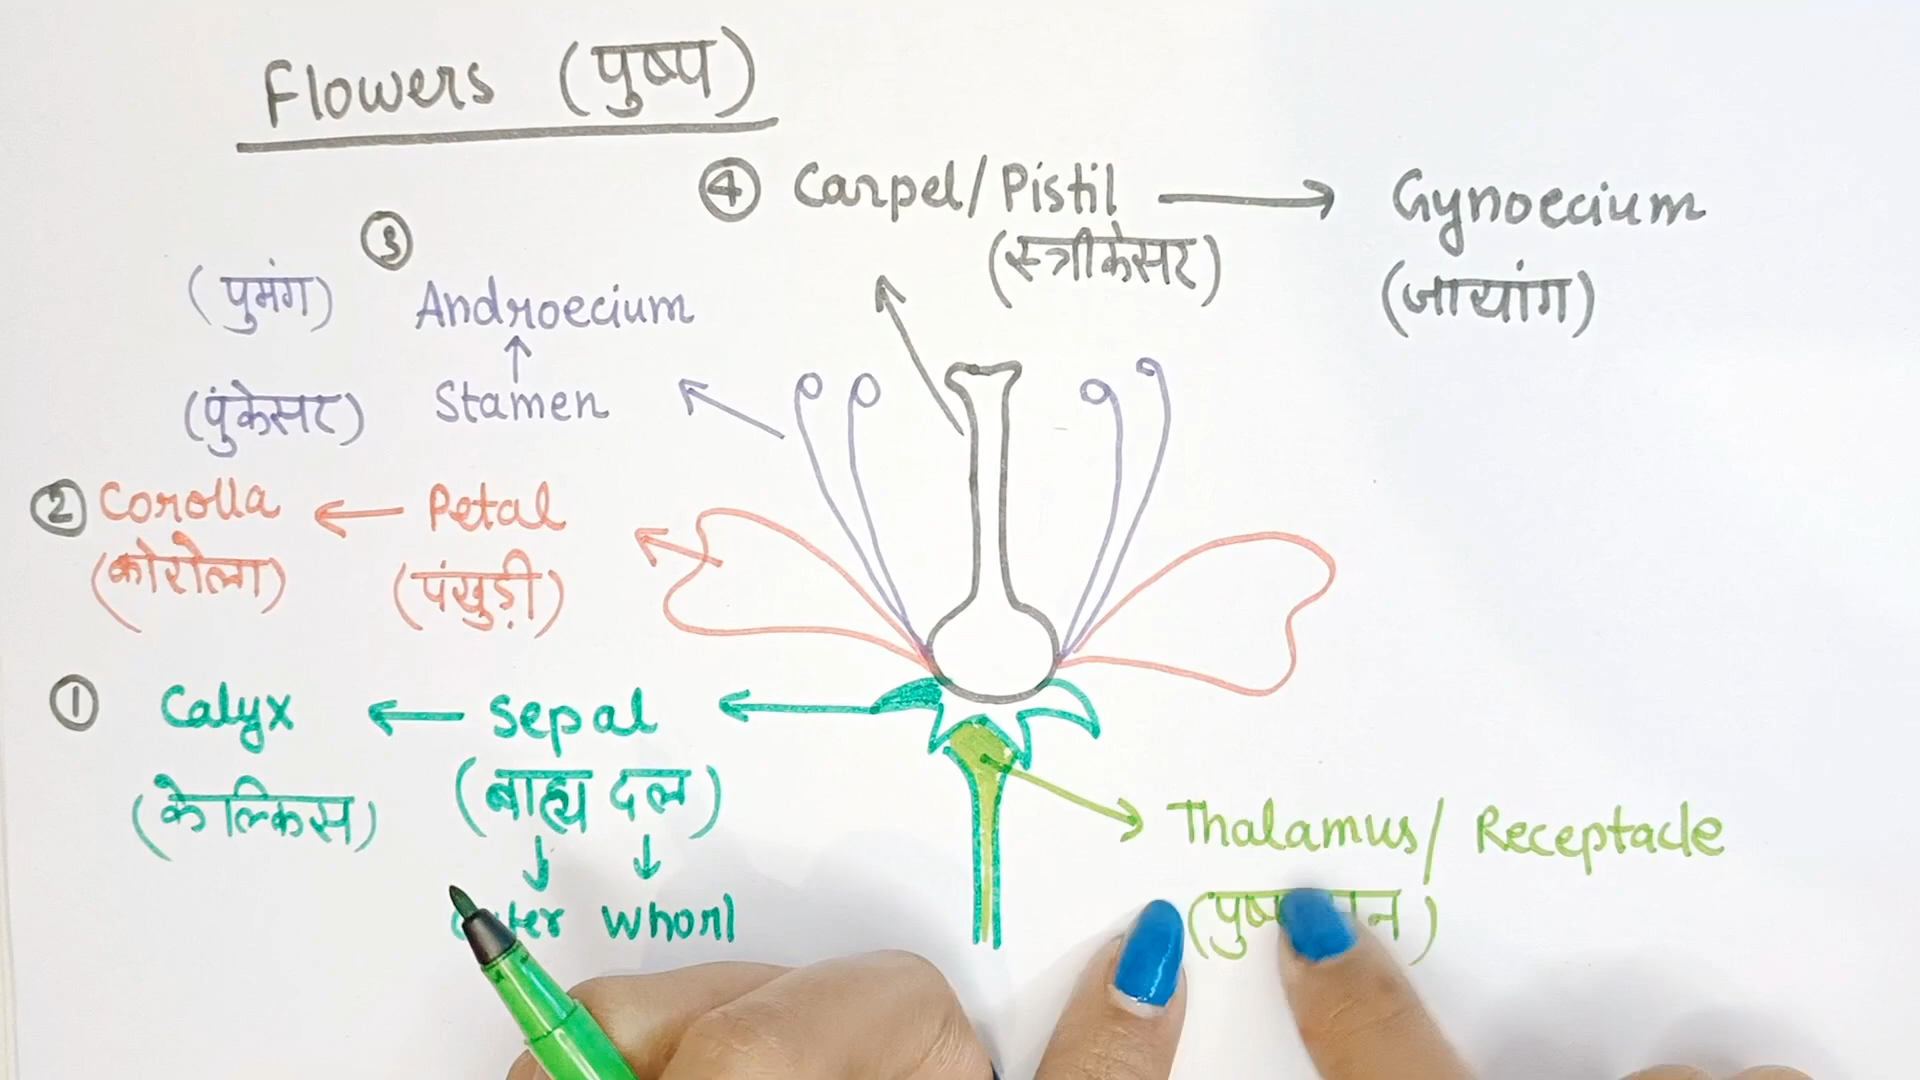 Flowers (पुष्प)
④ Carpel/Pistil → Gynoecium
(स्त्रीकेसर) (जायांग)
③
(पुमंग) Androecium
↑
(पुंकेसर) Stamen
② Corolla ← Petal
(कोरोला) (पंखुड़ी)
① Calyx ← Sepal
(केल्किस) (बाह्य दल)
↓ ↓
whorl
Thalamus/ Receptacle